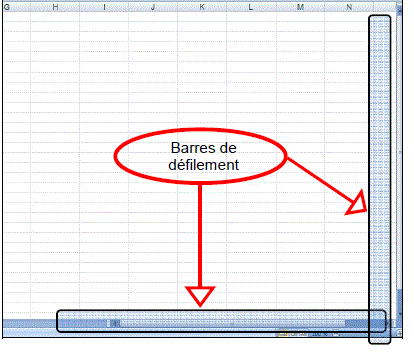 G H I J K L M N
Barres de
défilement